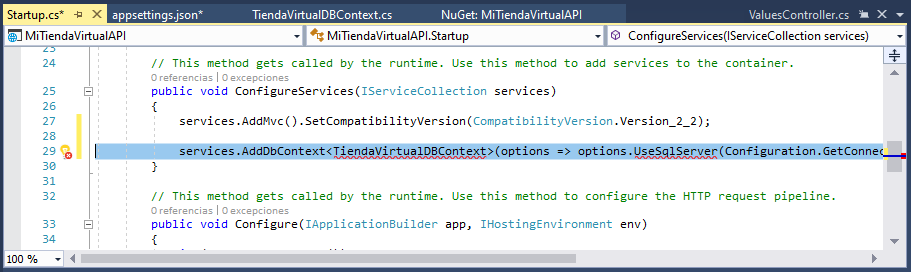 Startup.cs* appsettings.json* TiendaVirtualDBContext.cs NuGet: MiTiendaVirtualAPI ValuesController.cs
MiTiendaVirtualAPI MiTiendaVirtualAPI.Startup ConfigureServices(IServiceCollection services)
23
24 // This method gets called by the runtime. Use this method to add services to the container.
0 referencias | 0 excepciones
25 public void ConfigureServices(IServiceCollection services)
26 {
27 services.AddMvc().SetCompatibilityVersion(CompatibilityVersion.Version_2_2);
28
29 services.AddDbContext<TiendaVirtualDBContext>(options => options.UseSqlServer(Configuration.GetConnec
30 }
31
32 // This method gets called by the runtime. Use this method to configure the HTTP request pipeline.
0 referencias | 0 excepciones
33 public void Configure(IApplicationBuilder app, IHostingEnvironment env)
34 {
100 %